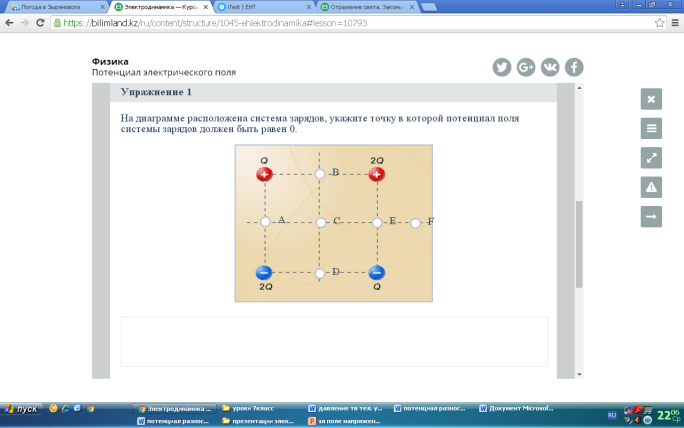 Погода в Зыряновске
Электродинамика — Курс
iTest | ЕНТ
Отражение света. Законы
https://bilimland.kz/ru/content/structure/1045-ehlektrodinamika#lesson=10793
Физика
Потенциал электрического поля
Упражнение 1
На диаграмме расположена система зарядов, укажите точку в которой потенциал поля
системы зарядов должен быть равен 0.
Q 2Q
B
A C E F
D
2Q Q
пуск
Электродинамика ...
уроки 7класс
давление тв тел. у...
потенциал разнос...
Документ Microsof...
потенциал разнос...
презентации элек...
эл поле напряжен...
RU
22 06
Ср